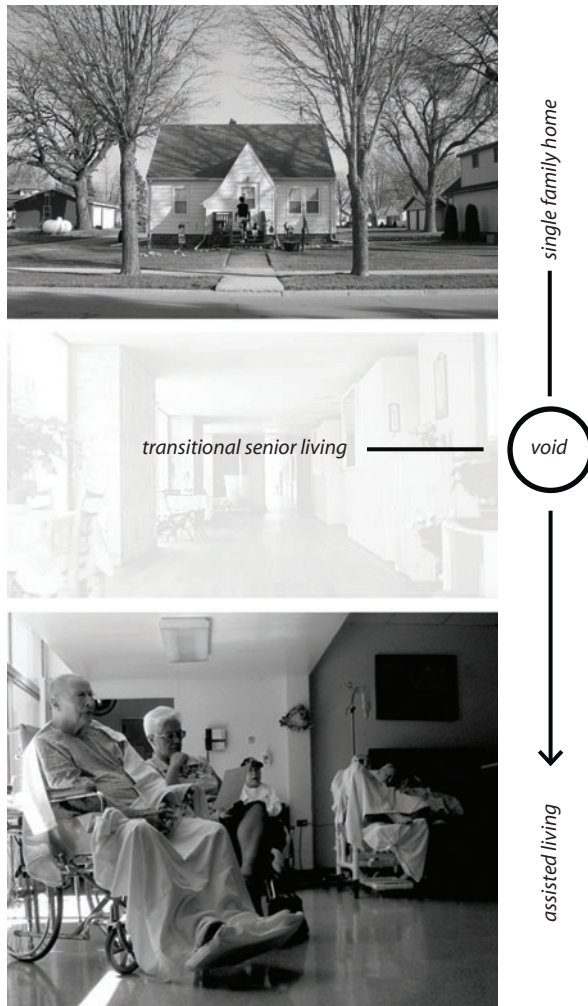 single family home
transitional senior living
void
assisted living